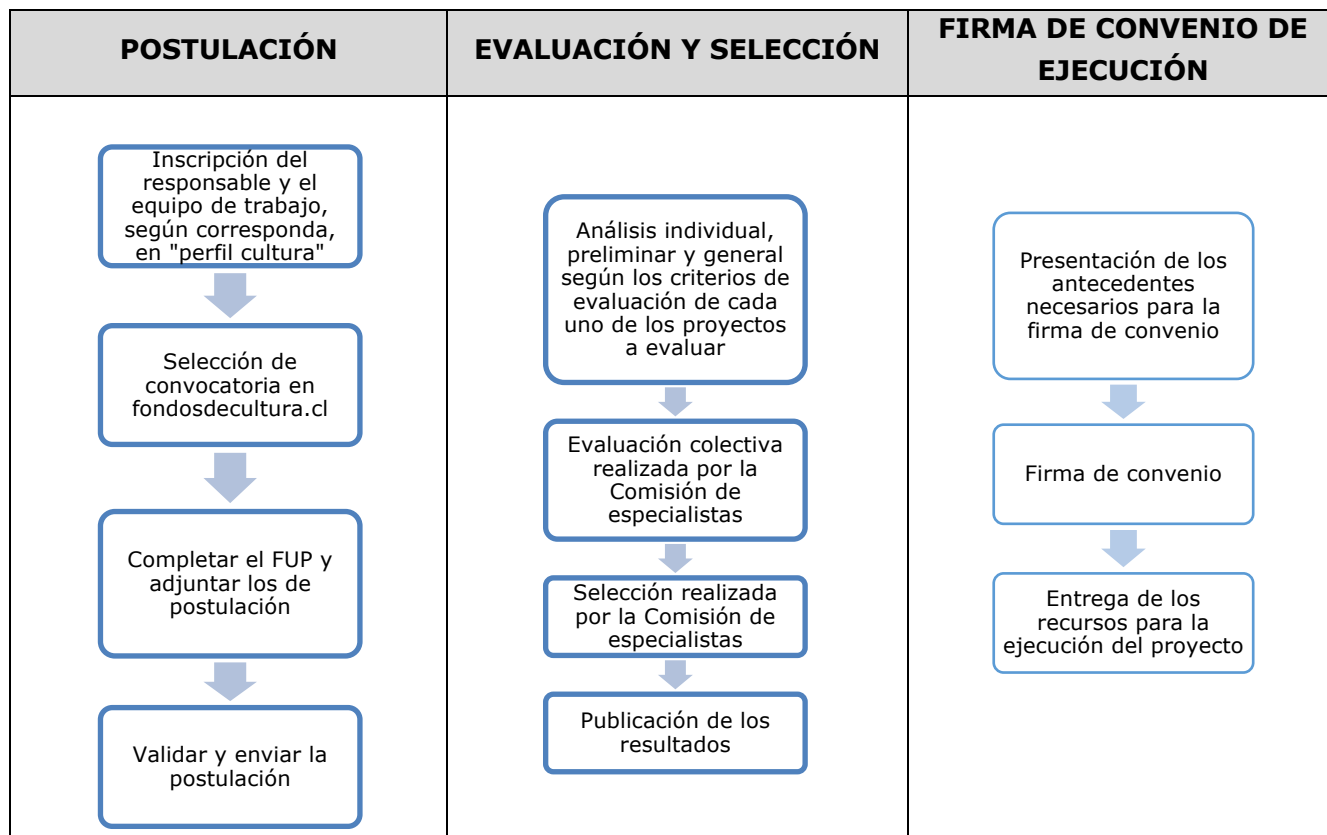 POSTULACIÓN
Inscripción del
responsable y el
equipo de trabajo,
según corresponda,
en "perfil cultura"
Selección de
convocatoria en
fondosdecultura.cl
Completar el FUP y
adjuntar los de
postulación
Validar y enviar la
postulación
EVALUACIÓN Y SELECCIÓN
Análisis individual,
preliminar y general
según los criterios de
evaluación de cada
uno de los proyectos
a evaluar
Evaluación colectiva
realizada por la
Comisión de
especialistas
Selección realizada
por la Comisión de
especialistas
Publicación de los
resultados
FIRMA DE CONVENIO DE
EJECUCIÓN
Presentación de los
antecedentes
necesarios para la
firma de convenio
Firma de convenio
Entrega de los
recursos para la
ejecución del proyecto